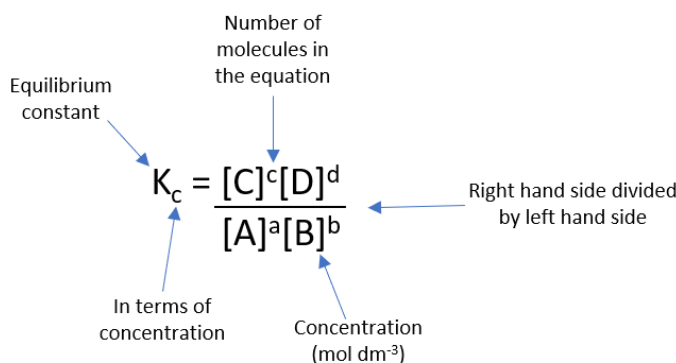 Number of
molecules in
the equation
Equilibrium
constant
K_c = [C]^c[D]^d
[A]^a[B]^b
Right hand side divided
by left hand side
In terms of
concentration
Concentration
(mol dm⁻³)